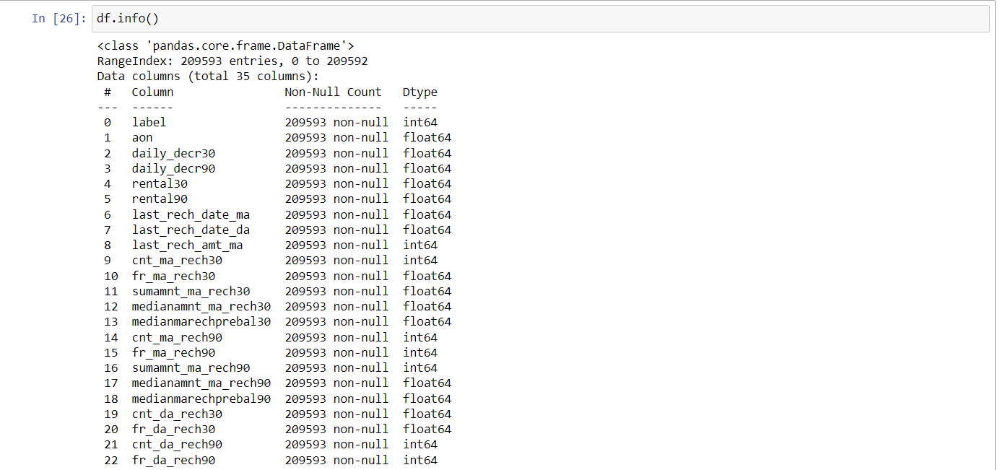 In [26]: df.info()
<class 'pandas.core.frame.DataFrame'>
RangeIndex: 209593 entries, 0 to 209592
Data columns (total 35 columns):
 #   Column                Non-Null Count   Dtype
---  ------                --------------   -----
 0   label                 209593 non-null  int64
 1   aon                   209593 non-null  float64
 2   daily_decr30          209593 non-null  float64
 3   daily_decr90          209593 non-null  float64
 4   rental30              209593 non-null  float64
 5   rental90              209593 non-null  float64
 6   last_rech_date_ma     209593 non-null  float64
 7   last_rech_date_da     209593 non-null  float64
 8   last_rech_amt_ma      209593 non-null  int64
 9   cnt_ma_rech30         209593 non-null  int64
 10  fr_ma_rech30          209593 non-null  float64
 11  sumamnt_ma_rech30     209593 non-null  float64
 12  medianamnt_ma_rech30  209593 non-null  float64
 13  medianmarechprebal30  209593 non-null  float64
 14  cnt_ma_rech90         209593 non-null  int64
 15  fr_ma_rech90          209593 non-null  int64
 16  sumamnt_ma_rech90     209593 non-null  int64
 17  medianamnt_ma_rech90  209593 non-null  float64
 18  medianmarechprebal90  209593 non-null  float64
 19  cnt_da_rech30         209593 non-null  float64
 20  fr_da_rech30          209593 non-null  float64
 21  cnt_da_rech90         209593 non-null  int64
 22  fr_da_rech90          209593 non-null  int64